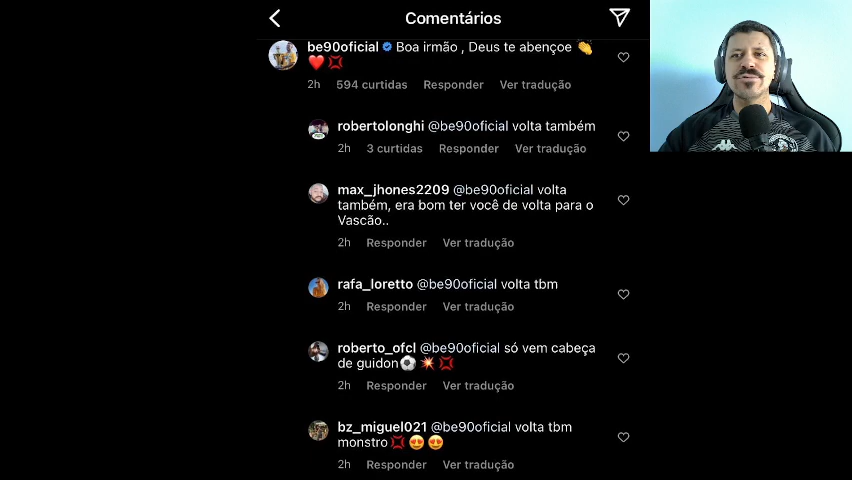 Comentários
be90oficial Boa irmão , Deus te abençoe 👏
❤️💢
2h 594 curtidas Responder Ver tradução
robertolonghi @be90oficial volta também
2h 3 curtidas Responder Ver tradução
max_jhones2209 @be90oficial volta
também, era bom ter você de volta para o
Vascão..
2h Responder Ver tradução
rafa_loretto @be90oficial volta tbm
2h Responder Ver tradução
roberto_ofcl @be90oficial só vem cabeça
de guidon⚽💥💢
2h Responder Ver tradução
bz_miguel021 @be90oficial volta tbm
monstro💢😍😍
2h Responder Ver tradução